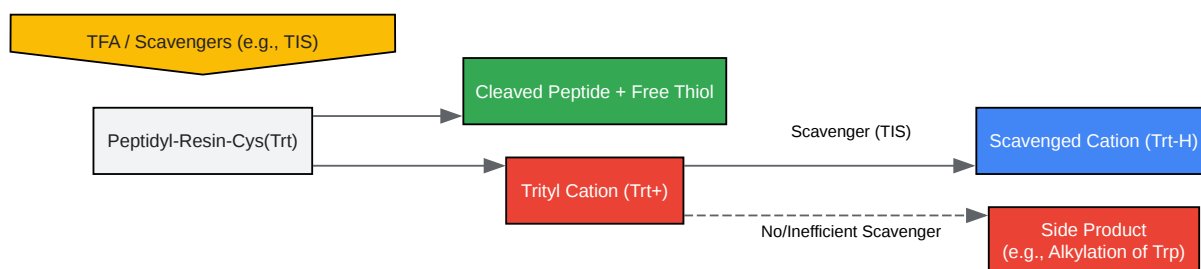 TFA / Scavengers (e.g., TIS)
Cleaved Peptide + Free Thiol
Peptidyl-Resin-Cys(Trt)
Scavenger (TIS)
Scavenged Cation (Trt-H)
Trityl Cation (Trt+)
No/Inefficient Scavenger
Side Product
(e.g., Alkylation of Trp)